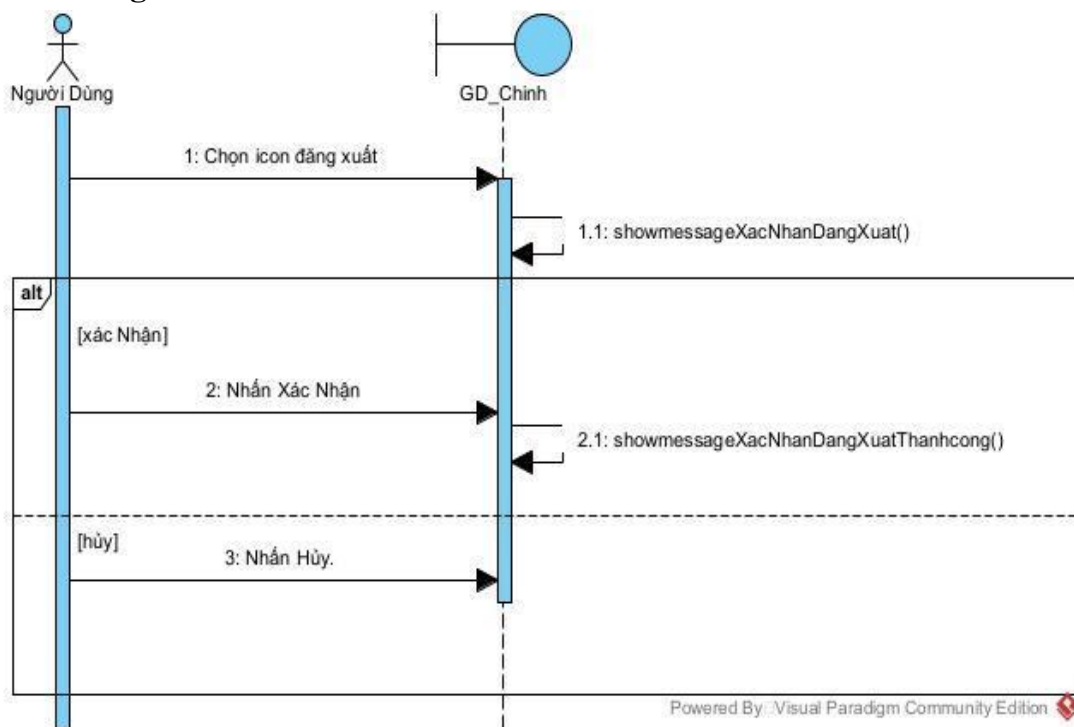 Người Dùng
GD_Chinh
1: Chọn icon đăng xuất
1.1: showmessageXacNhanDangXuat()
alt
[xác Nhận]
2: Nhấn Xác Nhận
2.1: showmessageXacNhanDangXuatThanhcong()
[hủy]
3: Nhấn Hủy.
Powered By Visual Paradigm Community Edition